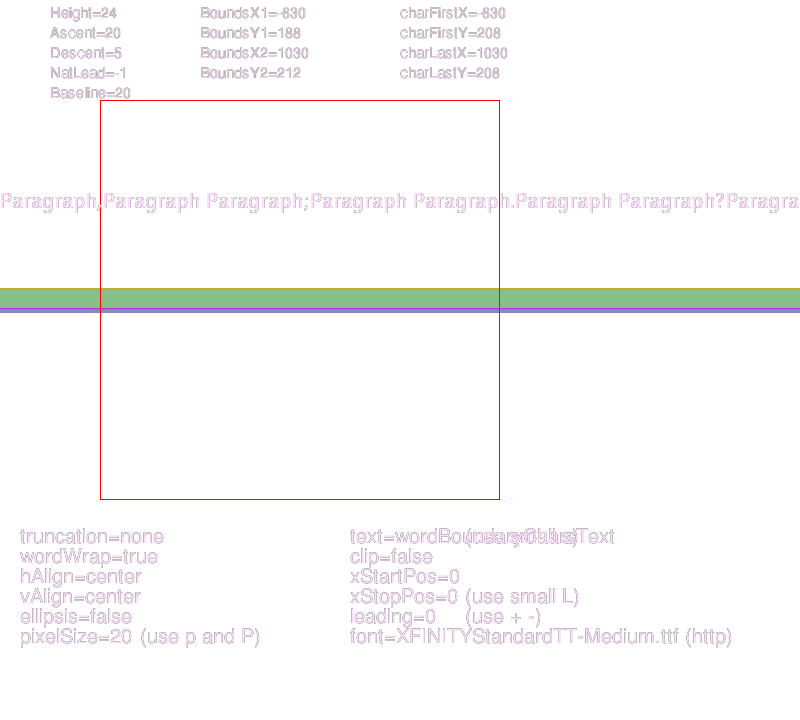 Height=24 BoundsX1=-630 charFirstX=-630
Ascent=20 BoundsY1=188 charFirstY=208
Descent=5 BoundsX2=1030 charLastX=1030
NatLead=-1 BoundsY2=212 charLastY=208
Baseline=20
Paragraph,Paragraph Paragraph;Paragraph Paragraph.Paragraph Paragraph?Paragra
truncation=none text=wordBoundaryCharsText
wordWrap=true clip=false
hAlign=center xStartPos=0
vAlign=center xStopPos=0 (use small L)
ellipsis=false leading=0 (use + -)
pixelSize=20 (use p and P) font=XFINITYStandardTT-Medium.ttf (http)